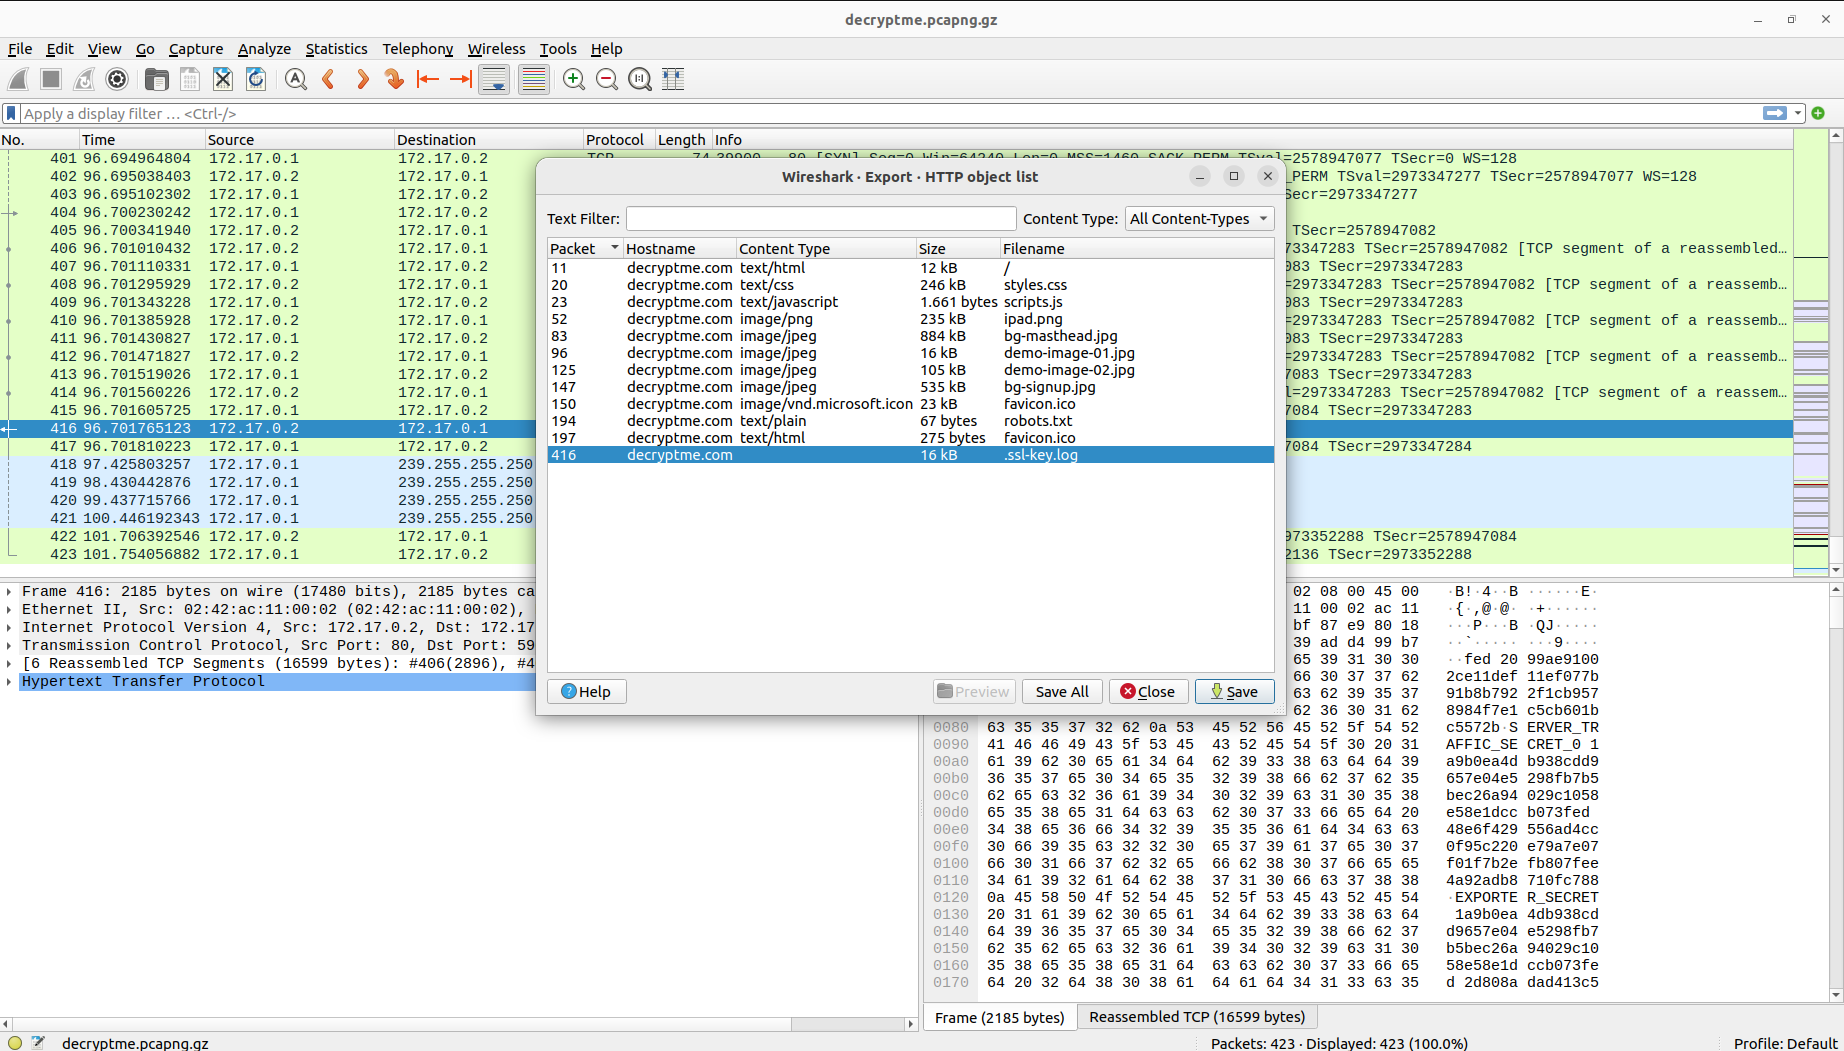 decryptme.pcapng.gz
File Edit View Go Capture Analyze Statistics Telephony Wireless Tools Help
Apply a display filter … <Ctrl-/>
No. Time Source Destination Protocol Length Info
401 96.694964804 172.17.0.1 172.17.0.2 TCP 74 39900 80 [SYN] Seq=0 Win=64240 Len=0 MSS=1460 SACK_PERM TSval=2578947077 TSecr=0 WS=128
402 96.695038403 172.17.0.2 172.17.0.1 PERM TSval=2973347277 TSecr=2578947077 WS=128
403 96.695102302 172.17.0.1 172.17.0.2 Secr=2973347277
404 96.700230242 172.17.0.1 172.17.0.2
405 96.700341940 172.17.0.2 172.17.0.1 TSecr=2578947082
406 96.701010432 172.17.0.2 172.17.0.1 73347283 TSecr=2578947082 [TCP segment of a reassembled…
407 96.701110331 172.17.0.1 172.17.0.2 083 TSecr=2973347283
408 96.701295929 172.17.0.2 172.17.0.1 =2973347283 TSecr=2578947082 [TCP segment of a reassemb…
409 96.701343228 172.17.0.1 172.17.0.2 083 TSecr=2973347283
410 96.701385928 172.17.0.2 172.17.0.1 =2973347283 TSecr=2578947082 [TCP segment of a reassemb…
411 96.701430827 172.17.0.1 172.17.0.2 083 TSecr=2973347283
412 96.701471827 172.17.0.2 172.17.0.1 =2973347283 TSecr=2578947082 [TCP segment of a reassemb…
413 96.701519026 172.17.0.1 172.17.0.2 083 TSecr=2973347283
414 96.701560226 172.17.0.2 172.17.0.1 l=2973347283 TSecr=2578947082 [TCP segment of a reassem…
415 96.701605725 172.17.0.1 172.17.0.2 084 TSecr=2973347283
416 96.701765123 172.17.0.2 172.17.0.1
417 96.701810223 172.17.0.1 172.17.0.2 084 TSecr=2973347284
418 97.425803257 172.17.0.1 239.255.255.250
419 98.430442876 172.17.0.1 239.255.255.250
420 99.437715766 172.17.0.1 239.255.255.250
421 100.446192343 172.17.0.1 239.255.255.250
422 101.706392546 172.17.0.2 172.17.0.1 973352288 TSecr=2578947084
423 101.754056882 172.17.0.1 172.17.0.2 2136 TSecr=2973352288
Wireshark · Export · HTTP object list
Text Filter: Content Type: All Content-Types
Packet Hostname Content Type Size Filename
11 decryptme.com text/html 12 kB /
20 decryptme.com text/css 246 kB styles.css
23 decryptme.com text/javascript 1.661 bytes scripts.js
52 decryptme.com image/png 235 kB ipad.png
83 decryptme.com image/jpeg 884 kB bg-masthead.jpg
96 decryptme.com image/jpeg 16 kB demo-image-01.jpg
125 decryptme.com image/jpeg 105 kB demo-image-02.jpg
147 decryptme.com image/jpeg 535 kB bg-signup.jpg
150 decryptme.com image/vnd.microsoft.icon 23 kB favicon.ico
194 decryptme.com text/plain 67 bytes robots.txt
197 decryptme.com text/html 275 bytes favicon.ico
416 decryptme.com 16 kB .ssl-key.log
Help Preview Save All Close Save
Frame 416: 2185 bytes on wire (17480 bits), 2185 bytes ca
Ethernet II, Src: 02:42:ac:11:00:02 (02:42:ac:11:00:02),
Internet Protocol Version 4, Src: 172.17.0.2, Dst: 172.17
Transmission Control Protocol, Src Port: 80, Dst Port: 59
[6 Reassembled TCP Segments (16599 bytes): #406(2896), #4
Hypertext Transfer Protocol
02 08 00 45 00 ·B!·4··B ······E·
11 00 02 ac 11 ·{·,@·@· ·+······
bf 87 e9 80 18 ···P···B ·QJ·····
39 ad d4 99 b7 ··`····· ···9····
65 39 31 30 30 ··fed 20 99ae9100
66 30 37 37 62 2ce11def 11ef077b
63 62 39 35 37 91b8b792 2f1cb957
62 36 30 31 62 8984f7e1 c5cb601b
0080 63 35 35 37 32 62 0a 53 45 52 56 45 52 5f 54 52 c5572b·S ERVER_TR
0090 41 46 46 49 43 5f 53 45 43 52 45 54 5f 30 20 31 AFFIC_SE CRET_0 1
00a0 61 39 62 30 65 61 34 64 62 39 33 38 63 64 64 39 a9b0ea4d b938cdd9
00b0 36 35 37 65 30 34 65 35 32 39 38 66 62 37 62 35 657e04e5 298fb7b5
00c0 62 65 63 32 36 61 39 34 30 32 39 63 31 30 35 38 bec26a94 029c1058
00d0 65 35 38 65 31 64 63 63 62 30 37 33 66 65 64 20 e58e1dcc b073fed
00e0 34 38 65 36 66 34 32 39 35 35 36 61 64 34 63 63 48e6f429 556ad4cc
00f0 30 66 39 35 63 32 32 30 65 37 39 61 37 65 30 37 0f95c220 e79a7e07
0100 66 30 31 66 37 62 32 65 66 62 38 30 37 66 65 65 f01f7b2e fb807fee
0110 34 61 39 32 61 64 62 38 37 31 30 66 63 37 38 38 4a92adb8 710fc788
0120 0a 45 58 50 4f 52 54 45 52 5f 53 45 43 52 45 54 ·EXPORTE R_SECRET
0130 20 31 61 39 62 30 65 61 34 64 62 39 33 38 63 64 1a9b0ea 4db938cd
0140 64 39 36 35 37 65 30 34 65 35 32 39 38 66 62 37 d9657e04 e5298fb7
0150 62 35 62 65 63 32 36 61 39 34 30 32 39 63 31 30 b5bec26a 94029c10
0160 35 38 65 35 38 65 31 64 63 63 62 30 37 33 66 65 58e58e1d ccb073fe
0170 64 20 32 64 38 30 38 61 64 61 64 34 31 33 63 35 d 2d808a dad413c5
Frame (2185 bytes) Reassembled TCP (16599 bytes)
decryptme.pcapng.gz Packets: 423 · Displayed: 423 (100.0%) Profile: Default